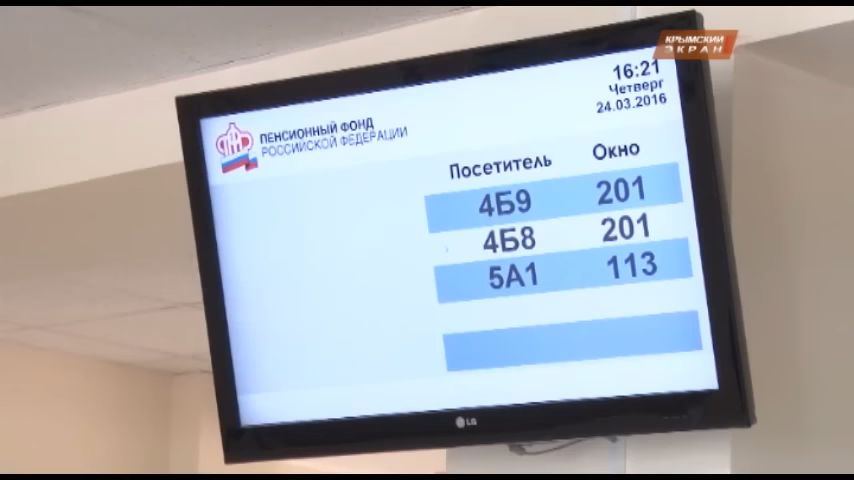 КРЫМСКИЙ
ЭКРАН
16:21
Четверг
24.03.2016
ПЕНСИОННЫЙ ФОНД
РОССИЙСКОЙ ФЕДЕРАЦИИ
Посетитель Окно
4Б9 201
4Б8 201
5А1 113
LG